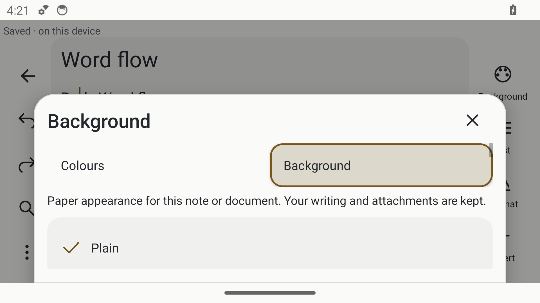 4:21
Saved · on this device
Word flow
Background
Background
Colours
Background
Paper appearance for this note or document. Your writing and attachments are kept.
Plain